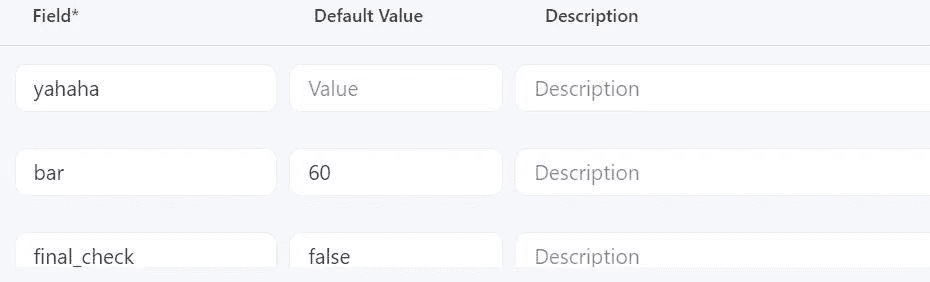 Field* Default Value Description
yahaha Value Description
bar 60 Description
final_check false Description